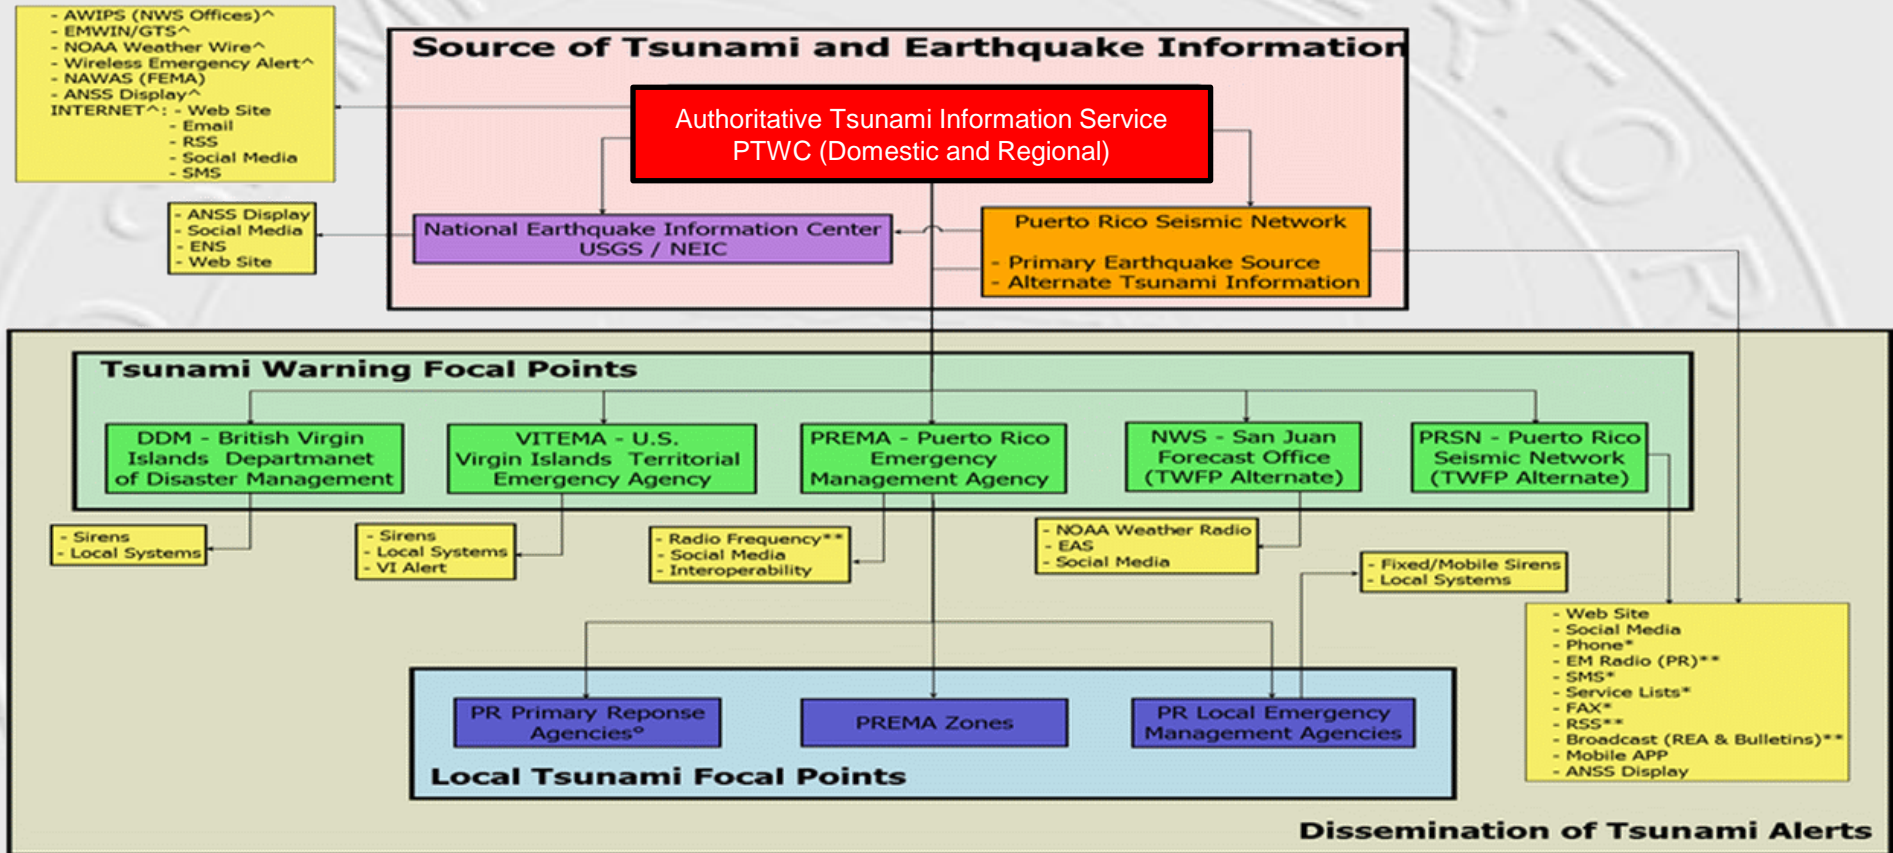 - AWIPS (NWS Offices)^
- EMWIN/GTS^
- NOAA Weather Wire^
- Wireless Emergency Alert^
- NAWAS (FEMA)
- ANSS Display^
INTERNET^: - Web Site
- Email
- RSS
- Social Media
- SMS
Source of Tsunami and Earthquake Information
Authoritative Tsunami Information Service
PTWC (Domestic and Regional)
- ANSS Display
- Social Media
- ENS
- Web Site
National Earthquake Information Center
USGS / NEIC
Puerto Rico Seismic Network
- Primary Earthquake Source
- Alternate Tsunami Information
Tsunami Warning Focal Points
DDM - British Virgin
Islands Departmanet
of Disaster Management
VITEMA - U.S.
Virgin Islands Territorial
Emergency Agency
PREMA - Puerto Rico
Emergency
Management Agency
NWS - San Juan
Forecast Office
(TWFP Alternate)
PRSN - Puerto Rico
Seismic Network
(TWFP Alternate)
- Sirens
- Local Systems
- Sirens
- Local Systems
- VI Alert
- Radio Frequency**
- Social Media
- Interoperability
- NOAA Weather Radio
- EAS
- Social Media
- Fixed/Mobile Sirens
- Local Systems
- Web Site
- Social Media
- Phone*
- EM Radio (PR)**
- SMS*
- Service Lists*
- FAX*
- RSS**
- Broadcast (REA & Bulletins)**
- Mobile APP
- ANSS Display
PR Primary Reponse
Agencies°
PREMA Zones
PR Local Emergency
Management Agencies
Local Tsunami Focal Points
Dissemination of Tsunami Alerts